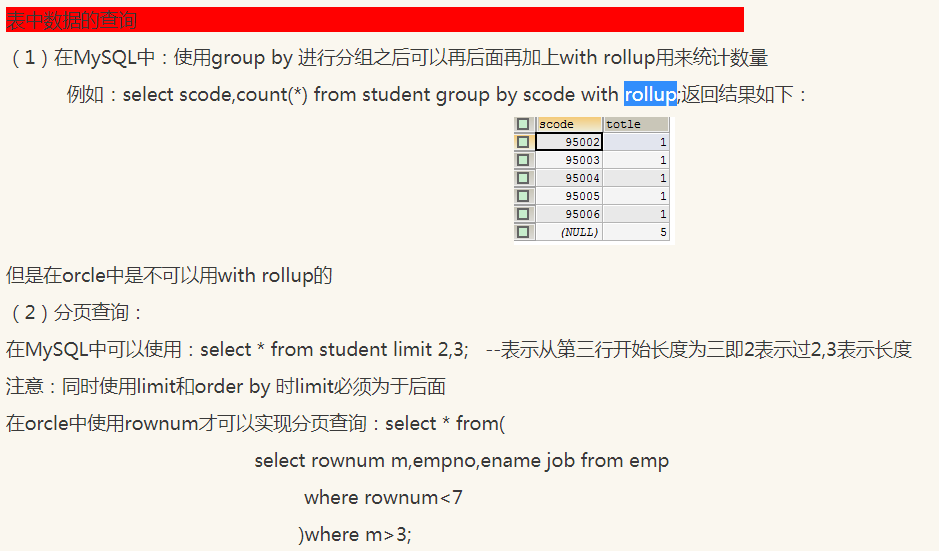 表中数据的查询
（1）在MySQL中：使用group by 进行分组之后可以再后面再加上with rollup用来统计数量
例如：select scode,count(*) from student group by scode with rollup;返回结果如下：
scode totle
95002 1
95003 1
95004 1
95005 1
95006 1
(NULL) 5
但是在orcle中是不可以用with rollup的
（2）分页查询：
在MySQL中可以使用：select * from student limit 2,3; --表示从第三行开始长度为三即2表示过2,3表示长度
注意：同时使用limit和order by 时limit必须为于后面
在orcle中使用rownum才可以实现分页查询：select * from(
select rownum m,empno,ename job from emp
where rownum<7
)where m>3;